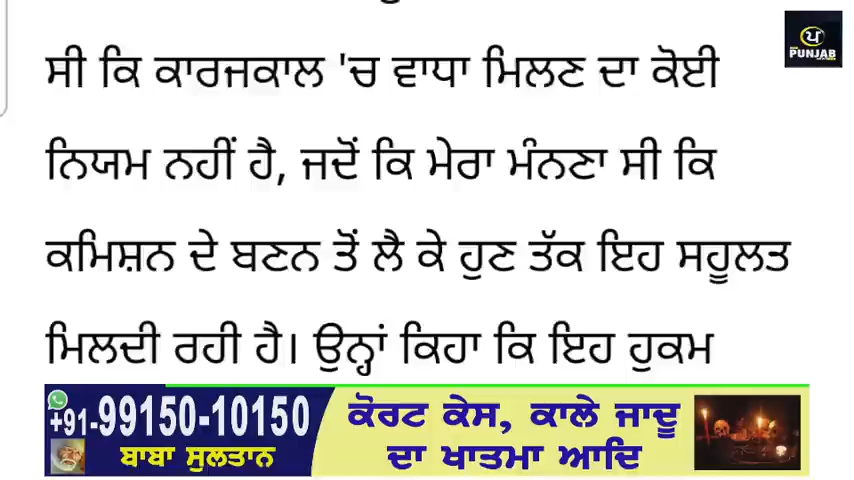 ਸੀ ਕਿ ਕਾਰਜਕਾਲ 'ਚ ਵਾਧਾ ਮਿਲਣ ਦਾ ਕੋਈ
ਨਿਯਮ ਨਹੀਂ ਹੈ, ਜਦੋਂ ਕਿ ਮੇਰਾ ਮੰਨਣਾ ਸੀ ਕਿ
ਕਮਿਸ਼ਨ ਦੇ ਬਣਨ ਤੋਂ ਲੈ ਕੇ ਹੁਣ ਤੱਕ ਇਹ ਸਹੂਲਤ
ਮਿਲਦੀ ਰਹੀ ਹੈ। ਉਨ੍ਹਾਂ ਕਿਹਾ ਕਿ ਇਹ ਹੁਕਮ
ਪ
PUNJAB
+91-99150-10150
ਬਾਬਾ ਸੁਲਤਾਨ
ਕੋਰਟ ਕੇਸ, ਕਾਲੇ ਜਾਦੂ
ਦਾ ਖਾਤਮਾ ਆਦਿ